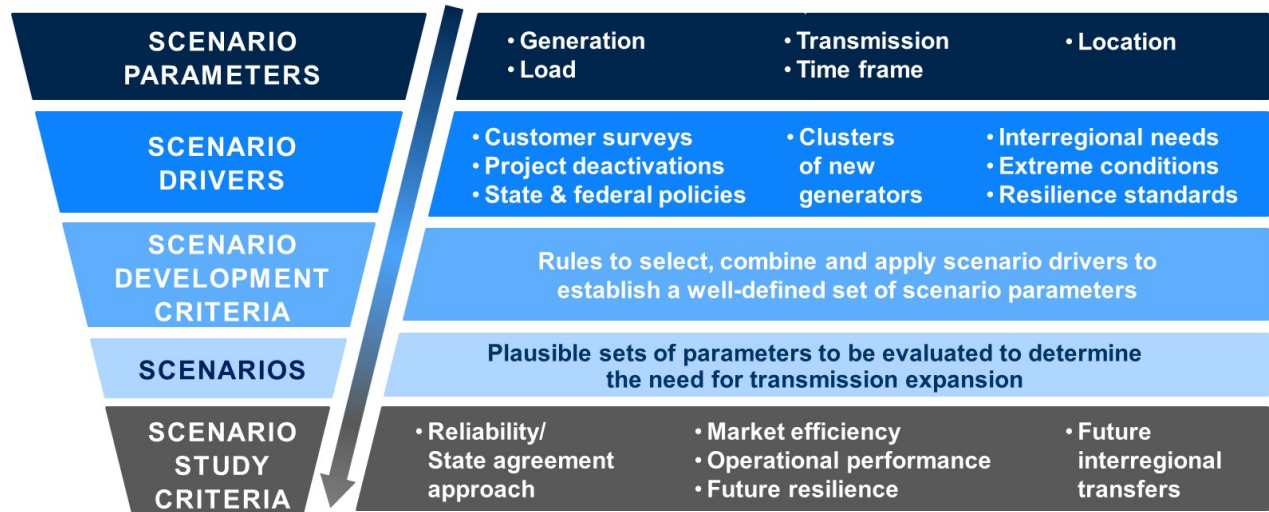 SCENARIO
PARAMETERS
• Generation
• Load
• Transmission
• Time frame
• Location
SCENARIO
DRIVERS
• Customer surveys
• Project deactivations
• State & federal policies
• Clusters
of new
generators
• Interregional needs
• Extreme conditions
• Resilience standards
SCENARIO
DEVELOPMENT
CRITERIA
Rules to select, combine and apply scenario drivers to
establish a well-defined set of scenario parameters
SCENARIOS
Plausible sets of parameters to be evaluated to determine
the need for transmission expansion
SCENARIO
STUDY
CRITERIA
• Reliability/
State agreement
approach
• Market efficiency
• Operational performance
• Future resilience
• Future
interregional
transfers